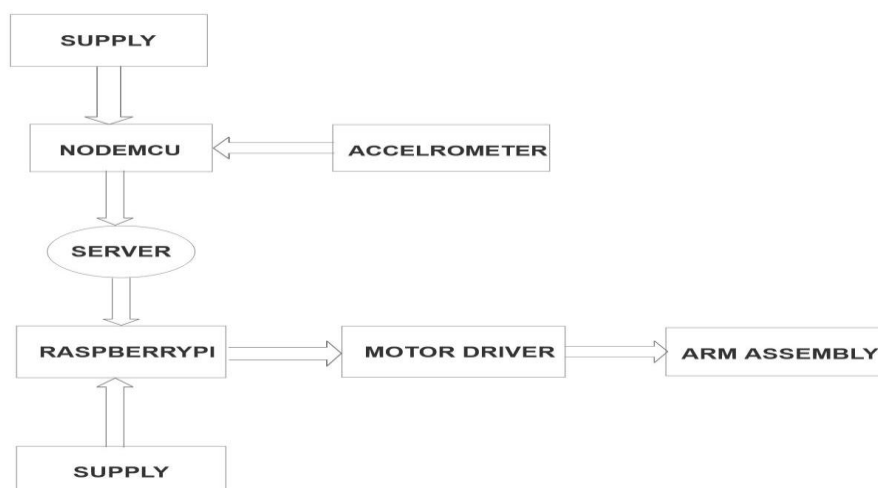 SUPPLY
NODEMCU
ACCELROMETER
SERVER
RASPBERRYPI
MOTOR DRIVER
ARM ASSEMBLY
SUPPLY